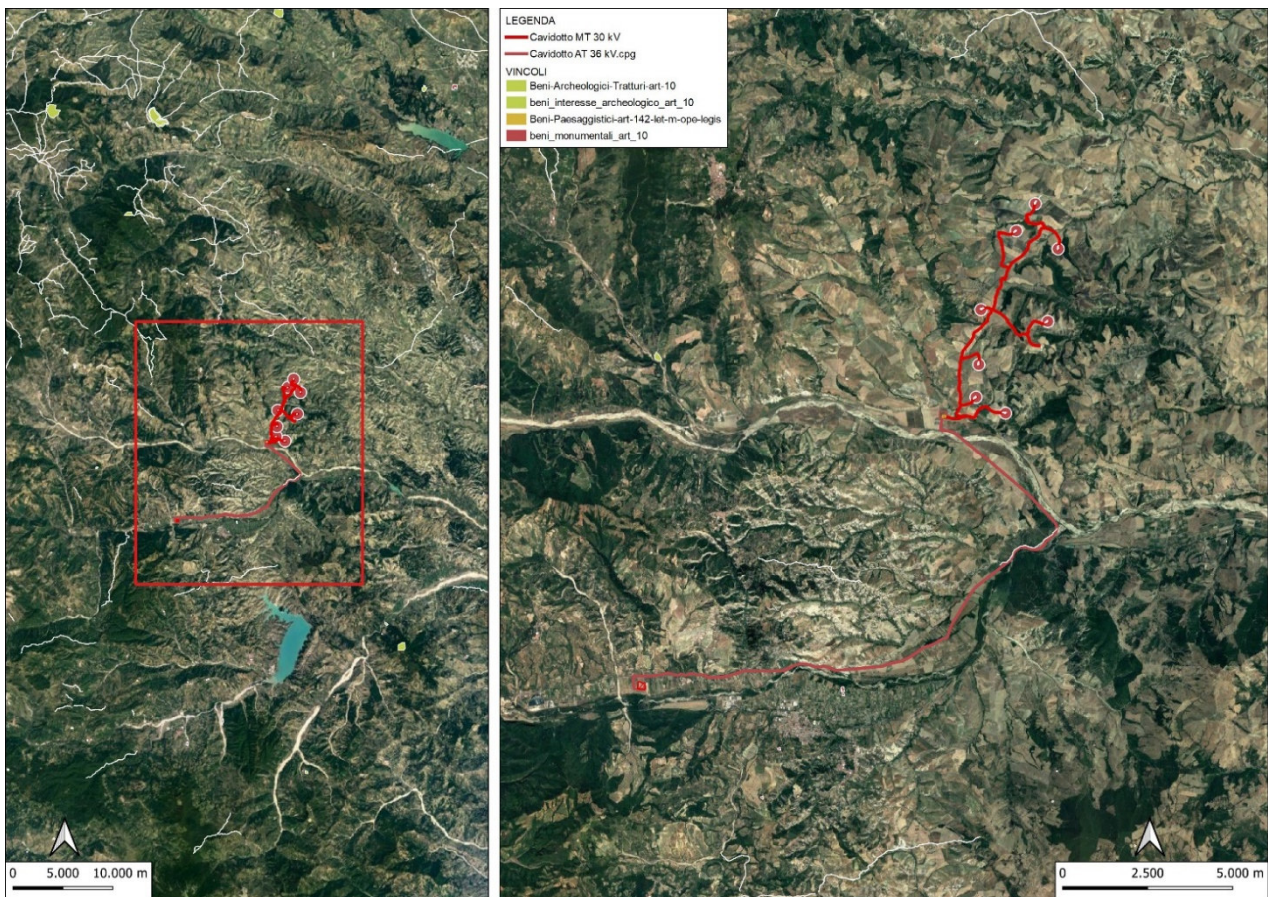 LEGENDA
Cavidotto MT 30 kV
Cavidotto AT 36 kV.cpg
VINCOLI
Beni-Archeologici-Tratturi-art-10
beni_interesse_archeologico_art_10
Beni-Paesaggistici-art-142-let-m-ope-legis
beni_monumentali_art_10
0 5.000 10.000 m
0 2.500 5.000 m